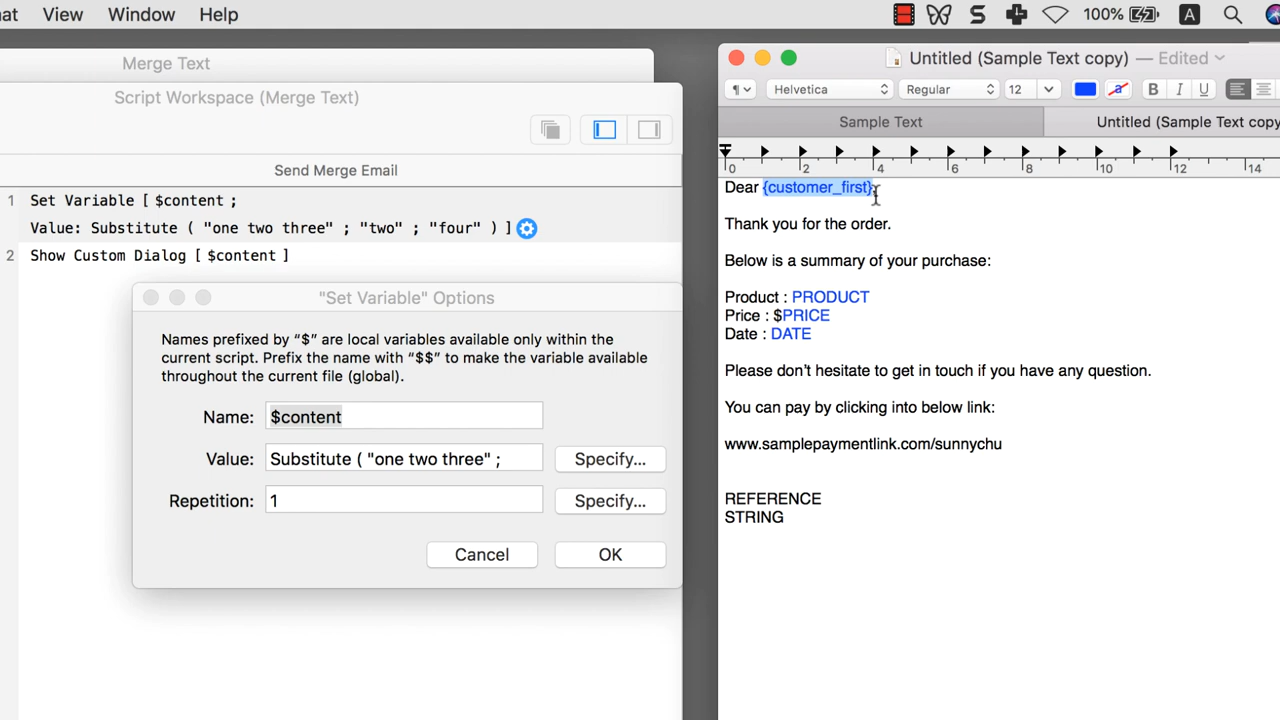 at View Window Help
100%
A
Merge Text
Script Workspace (Merge Text)
Send Merge Email
1 Set Variable [ $content ;
Value: Substitute ( "one two three" ; "two" ; "four" ) ]
2 Show Custom Dialog [ $content ]
"Set Variable" Options
Names prefixed by “$” are local variables available only within the
current script. Prefix the name with “$$” to make the variable available
throughout the current file (global).
Name: $content
Value: Substitute ( "one two three" ; Specify...
Repetition: 1 Specify...
Cancel OK
Untitled (Sample Text copy) — Edited
¶ Helvetica Regular 12 a B I U
Sample Text Untitled (Sample Text copy
0 2 4 6 8 10 12 14
Dear {customer_first},
Thank you for the order.
Below is a summary of your purchase:
Product : PRODUCT
Price : $PRICE
Date : DATE
Please don’t hesitate to get in touch if you have any question.
You can pay by clicking into below link:
www.samplepaymentlink.com/sunnychu
REFERENCE
STRING